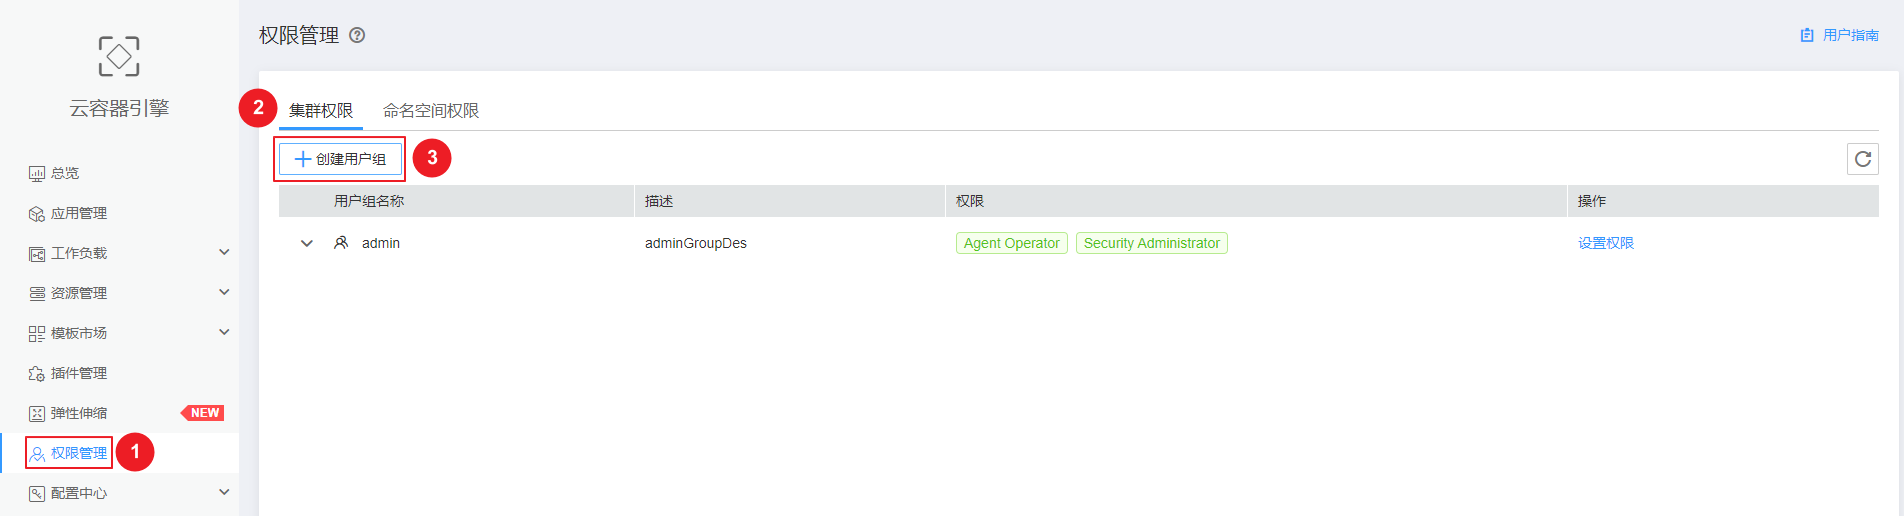 云容器引擎
总览
应用管理
工作负载
资源管理
模板市场
插件管理
弹性伸缩 NEW
权限管理 1
配置中心
权限管理 ?
用户指南
2 集群权限 命名空间权限
创建用户组 3
用户组名称 描述 权限 操作
admin adminGroupDes Agent Operator Security Administrator 设置权限